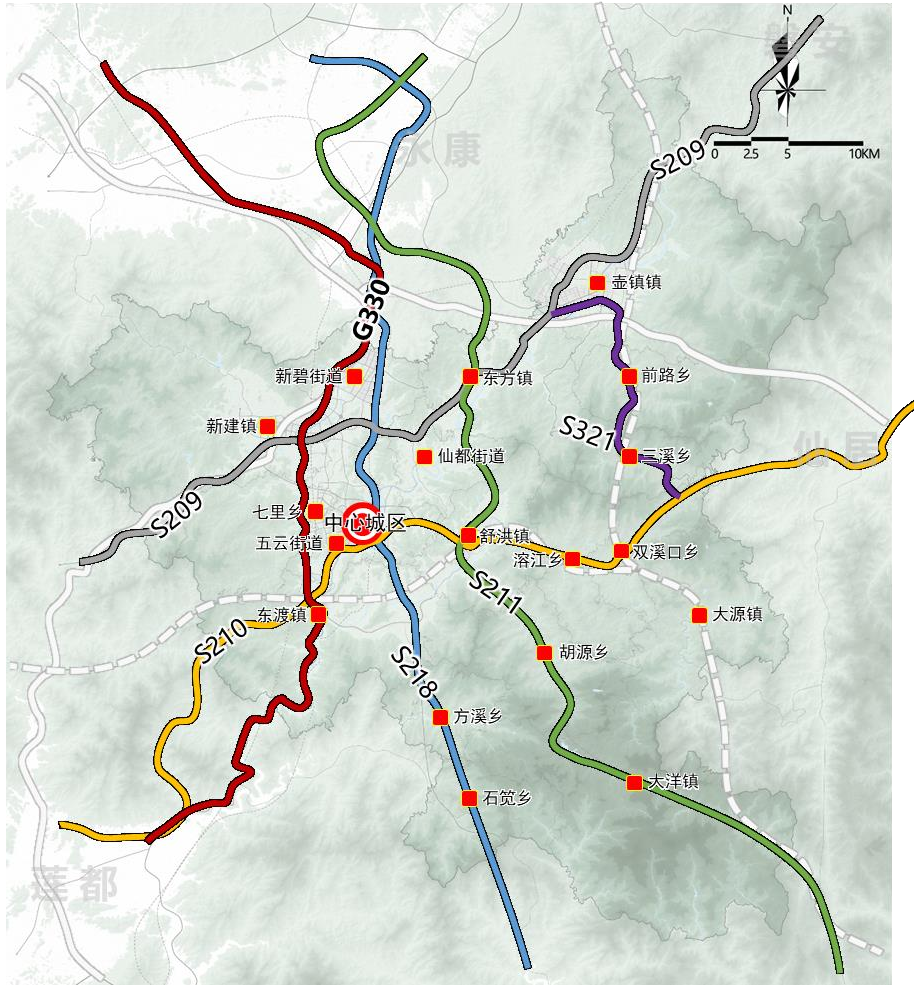 N
磐安
永康
S209
0 2.5 5 10KM
壶镇镇
G330
新碧街道
东方镇
前路乡
新建镇
S321
仙居
仙都街道
三溪乡
S209
七里乡
中心城区
五云街道
舒洪镇
溶江乡
双溪口乡
S211
东渡镇
大源镇
S210
胡源乡
S218
方溪乡
大洋镇
石笕乡
莲都